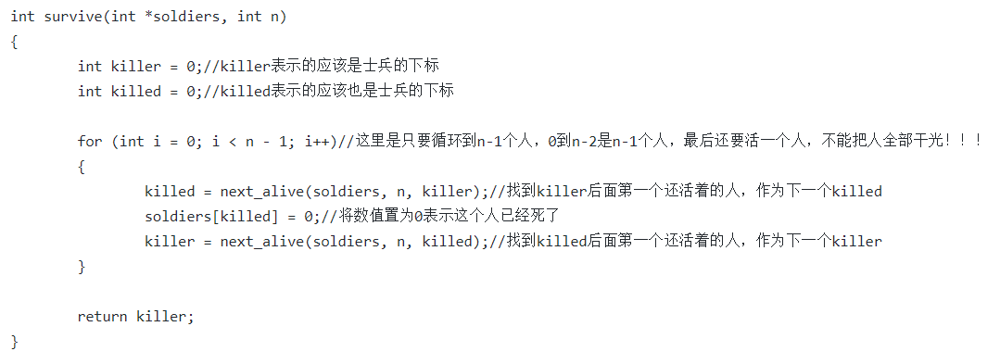 int survive(int *soldiers, int n)
{
        int killer = 0;//killer表示的应该是士兵的下标
        int killed = 0;//killed表示的应该也是士兵的下标

        for (int i = 0; i < n - 1; i++)//这里是只要循环到n-1个人，0到n-2是n-1个人，最后还要活一个人，不能把人全部干光！！！
        {
                killed = next_alive(soldiers, n, killer);//找到killer后面第一个还活着的人，作为下一个killed
                soldiers[killed] = 0;//将数值置为0表示这个人已经死了
                killer = next_alive(soldiers, n, killed);//找到killed后面第一个还活着的人，作为下一个killer
        }

        return killer;
}